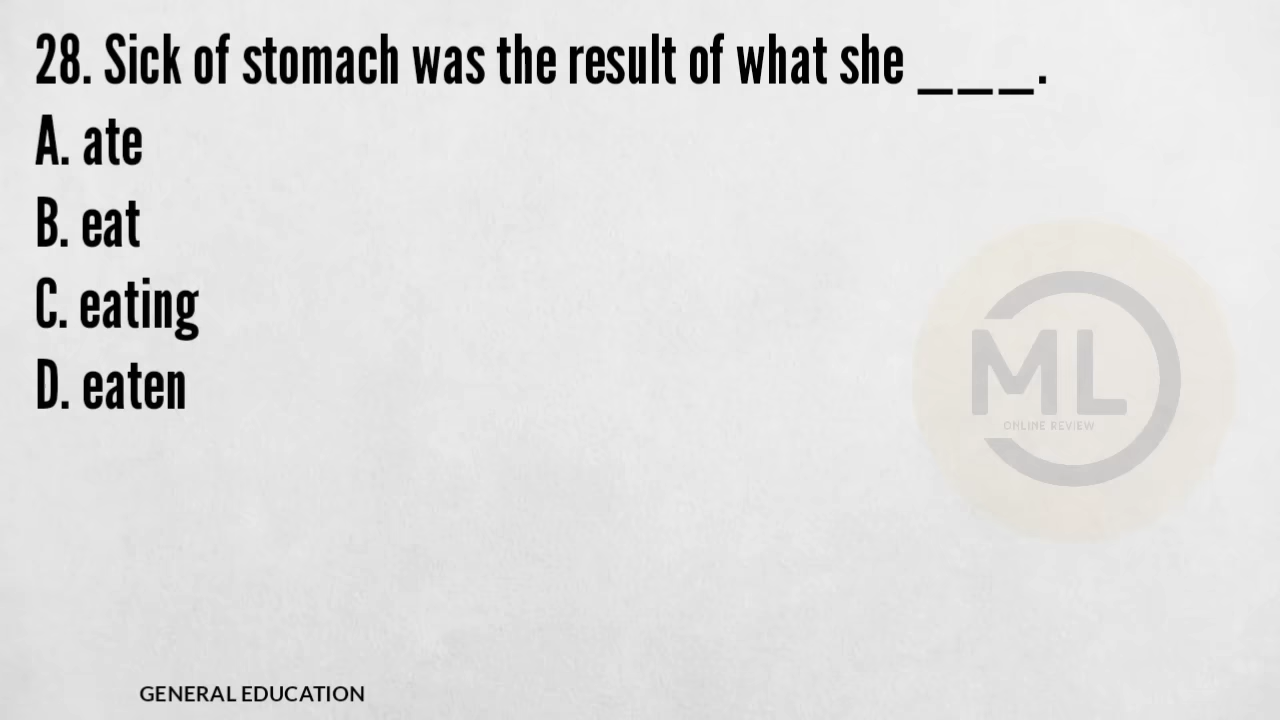 28. Sick of stomach was the result of what she ___.
A. ate
B. eat
C. eating
D. eaten
ML
ONLINE REVIEW
GENERAL EDUCATION